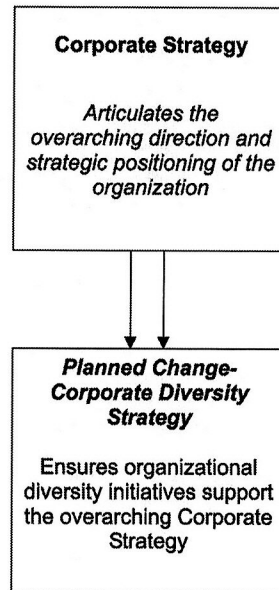 Corporate Strategy
Articulates the
overarching direction and
strategic positioning of the
organization
Planned Change-
Corporate Diversity
Strategy
Ensures organizational
diversity initiatives support
the overarching Corporate
Strategy